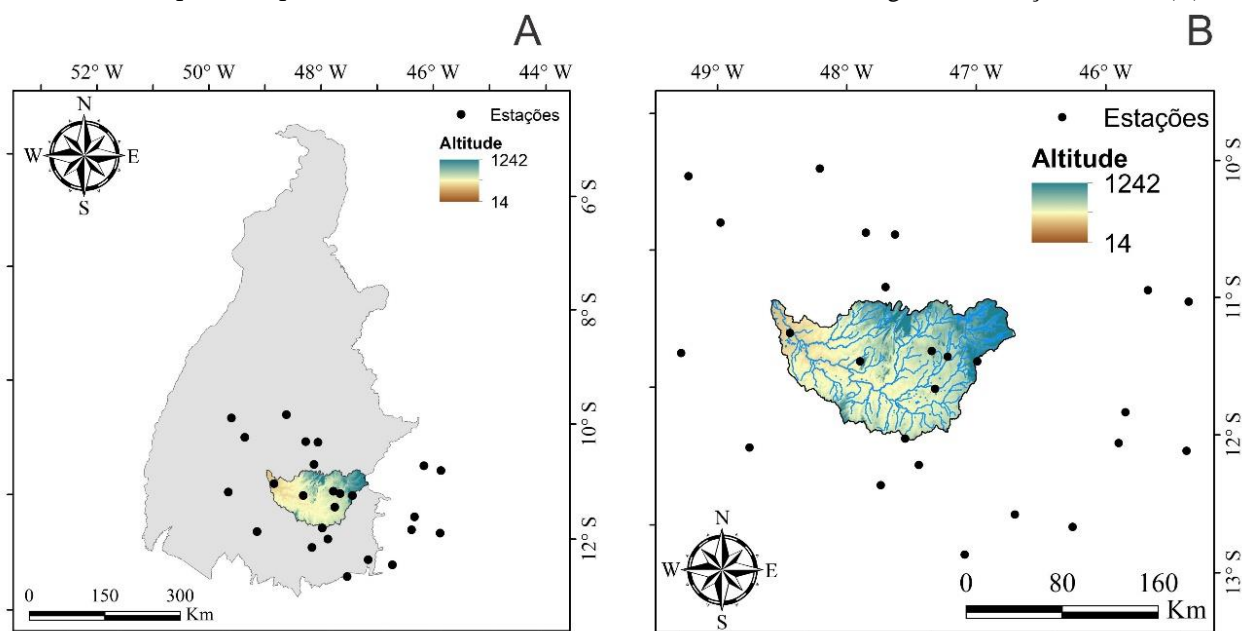 A
52° W 50° W 48° W 46° W 44° W
N
W E
S
Estações
Altitude
1242
14
6°S
8°S
10°S
12°S
0 150 300
Km
B
49° W 48° W 47° W 46° W
Estações
Altitude
1242
14
10°S
11°S
12°S
13°S
N
W E
S
0 80 160
Km